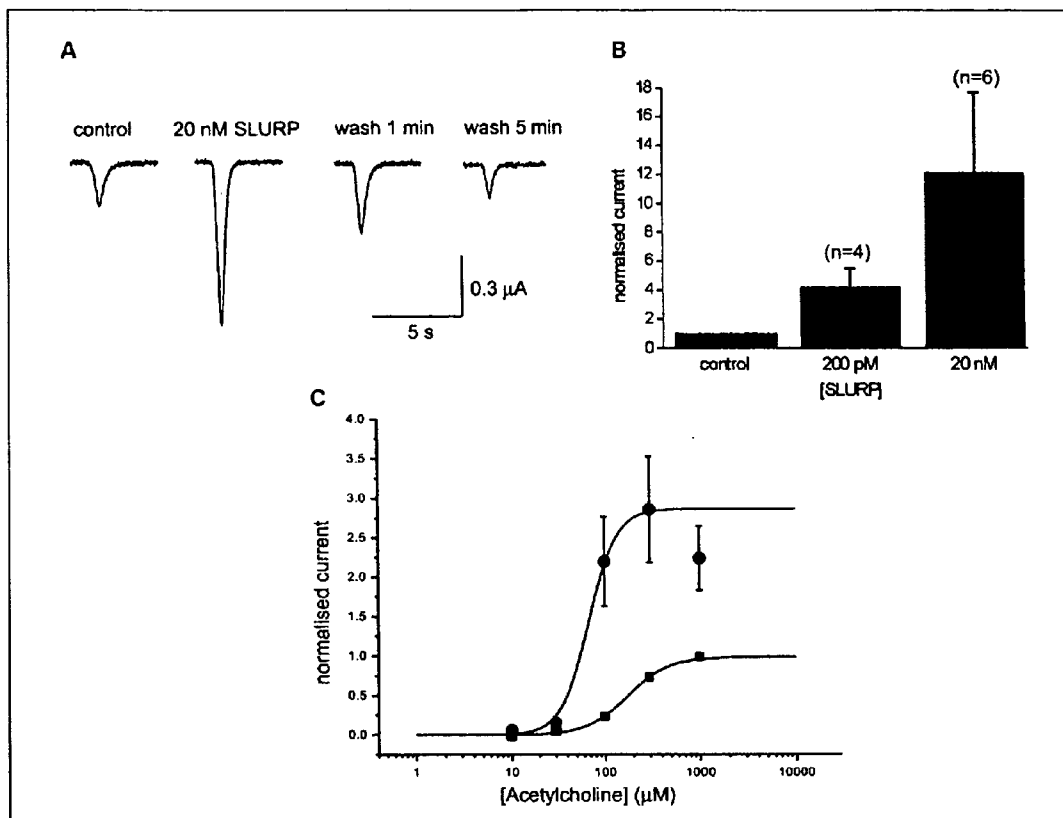 A
control
20 nM SLURP
wash 1 min
wash 5 min
0.3 µA
5 s
B
(n=6)
(n=4)
normalised current
18
16
14
12
10
8
6
4
2
0
control
200 pM
20 nM
[SLURP]
C
normalised current
4.0
3.5
3.0
2.5
2.0
1.5
1.0
0.5
0.0
1
10
100
1000
10000
[Acetylcholine] (µM)